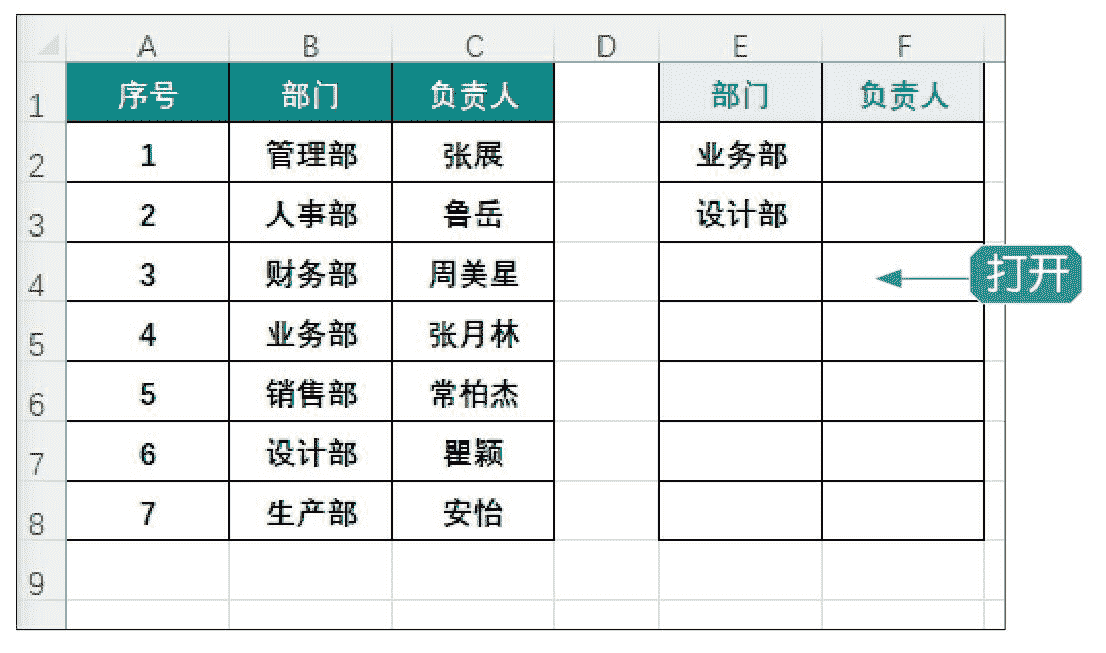 A B C D E F
1 序号 部门 负责人 部门 负责人
2 1 管理部 张展 业务部
3 2 人事部 鲁岳 设计部
4 3 财务部 周美星 打开
5 4 业务部 张月林
6 5 销售部 常柏杰
7 6 设计部 瞿颖
8 7 生产部 安怡
9